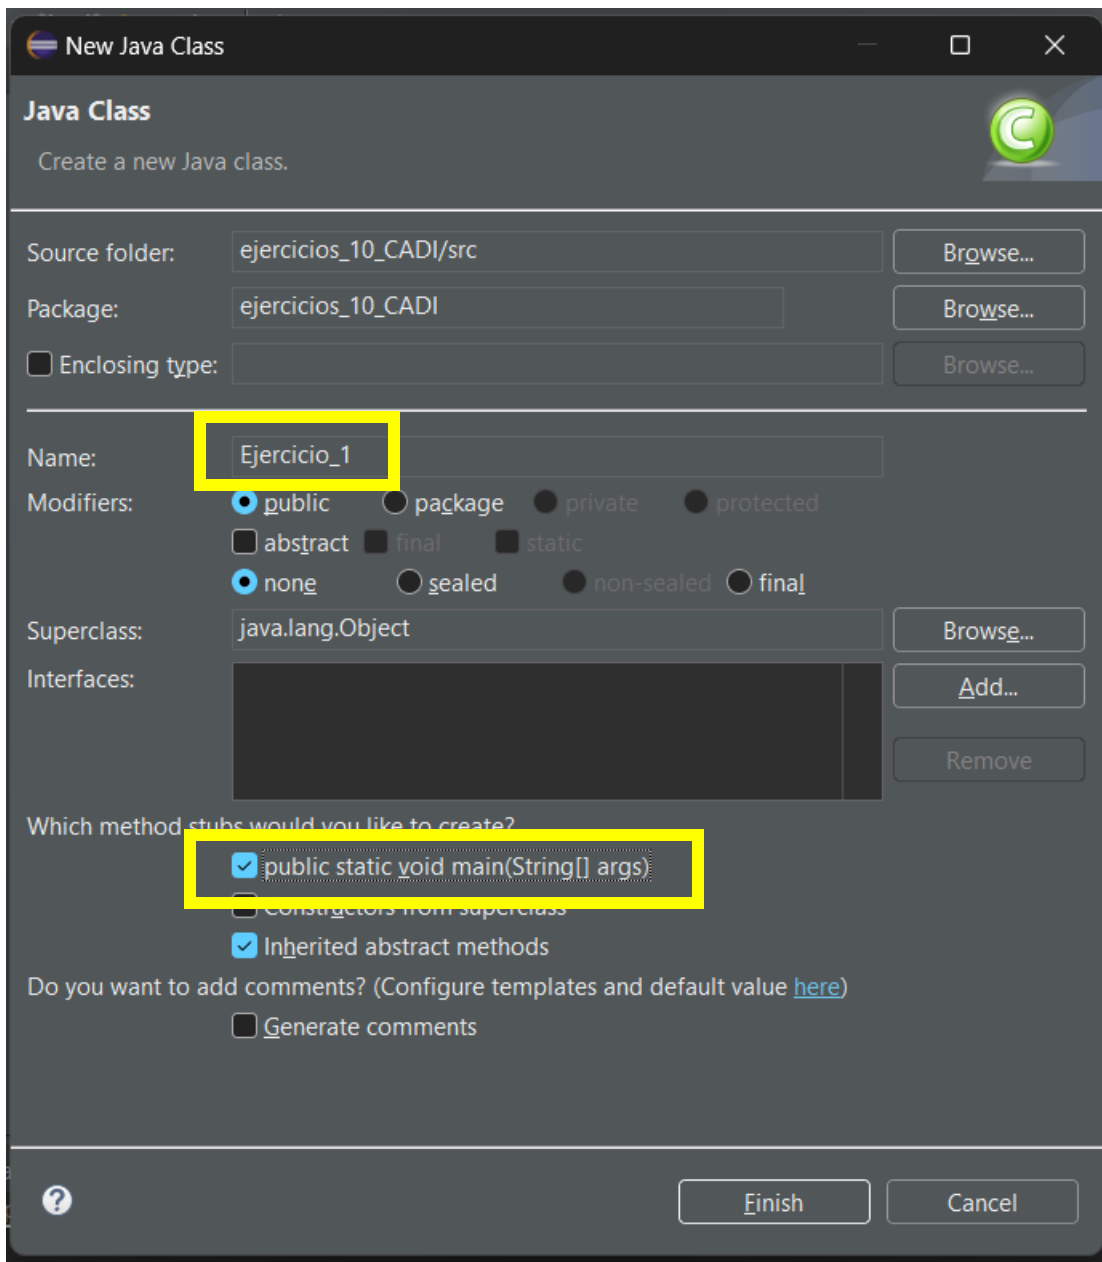 New Java Class
Java Class
Create a new Java class.
Source folder: ejercicios_10_CADI/src Browse...
Package: ejercicios_10_CADI Browse...
Enclosing type: Browse...
Name: Ejercicio_1
Modifiers: public package private protected
abstract final static
none sealed non-sealed final
Superclass: java.lang.Object Browse...
Interfaces: Add...
Remove
Which method stubs would you like to create?
public static void main(String[] args)
Constructors from superclass
Inherited abstract methods
Do you want to add comments? (Configure templates and default value here)
Generate comments
Finish Cancel